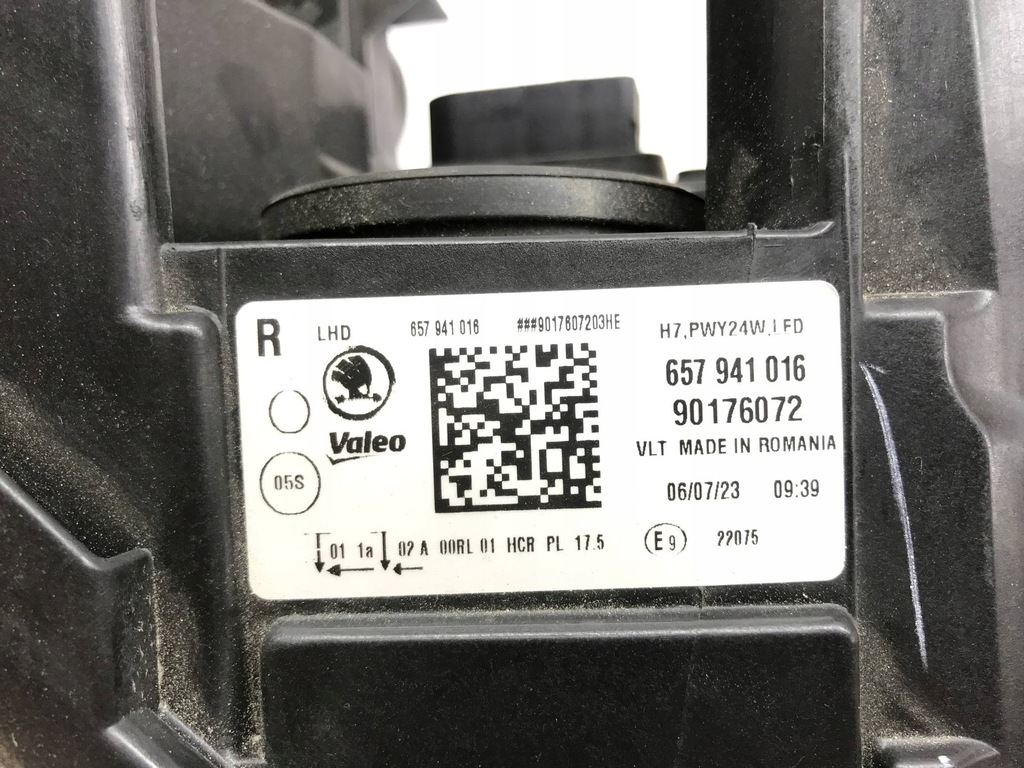 R LHD 657 941 016 ###9017607203HE H7,PWY24W,LED
657 941 016
90176072
Valeo
VLT MADE IN ROMANIA
05S
06/07/23 09:39
01 1a 02 A 00RL 01 HCR PL 17.5 E9 22075